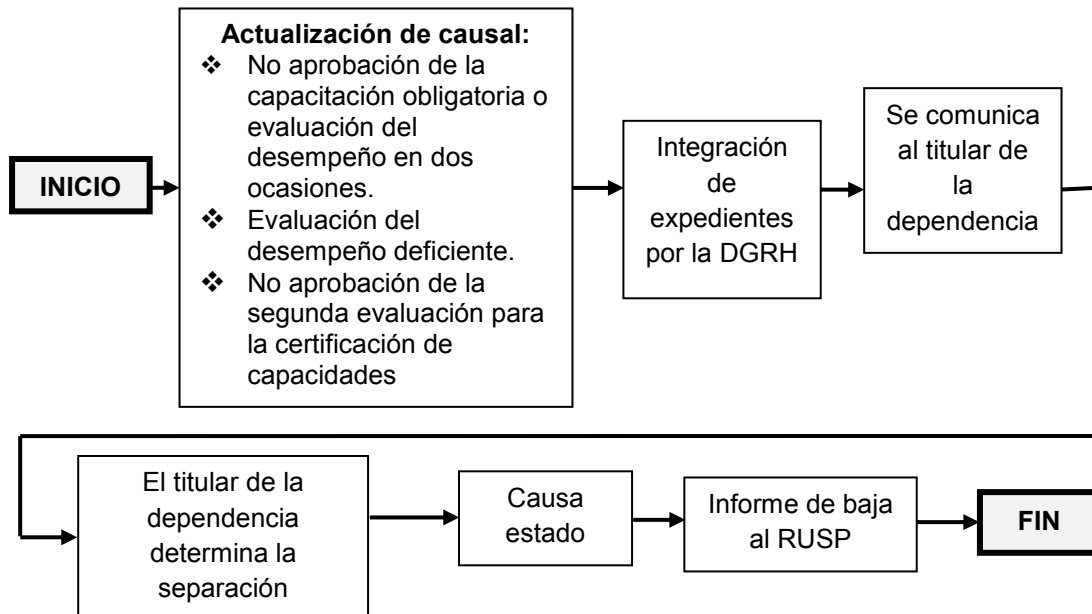 INICIO
Actualización de causal:
❖ No aprobación de la
capacitación obligatoria o
evaluación del
desempeño en dos
ocasiones.
❖ Evaluación del
desempeño deficiente.
❖ No aprobación de la
segunda evaluación para
la certificación de
capacidades
Integración
de
expedientes
por la DGRH
Se comunica
al titular de
la
dependencia
El titular de la
dependencia
determina la
separación
Causa
estado
Informe de baja
al RUSP
FIN